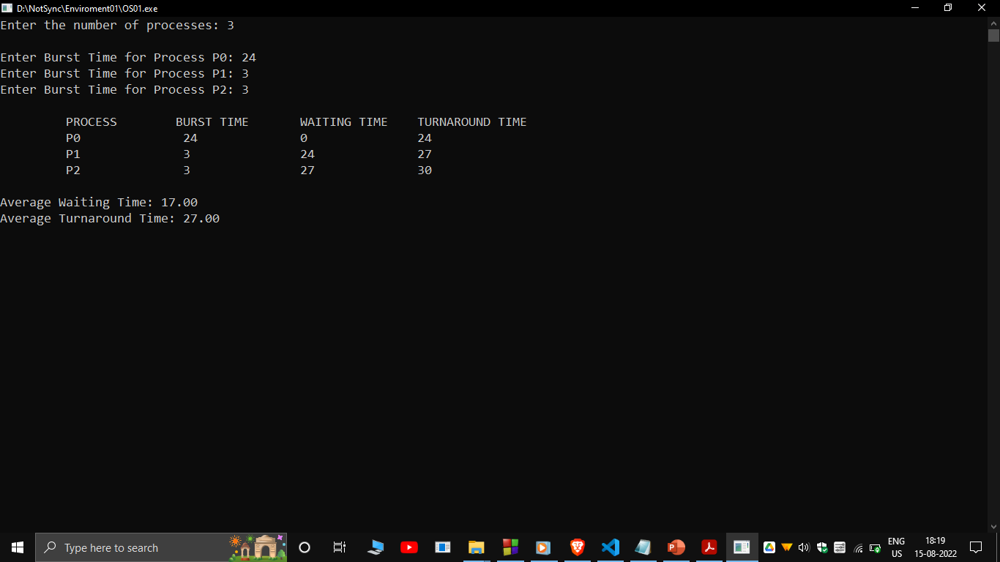 D:\NotSync\Enviroment01\OS01.exe
Enter the number of processes: 3
Enter Burst Time for Process P0: 24
Enter Burst Time for Process P1: 3
Enter Burst Time for Process P2: 3
PROCESS BURST TIME WAITING TIME TURNAROUND TIME
P0 24 0 24
P1 3 24 27
P2 3 27 30
Average Waiting Time: 17.00
Average Turnaround Time: 27.00
Type here to search
ENG
US
18:19
15-08-2022